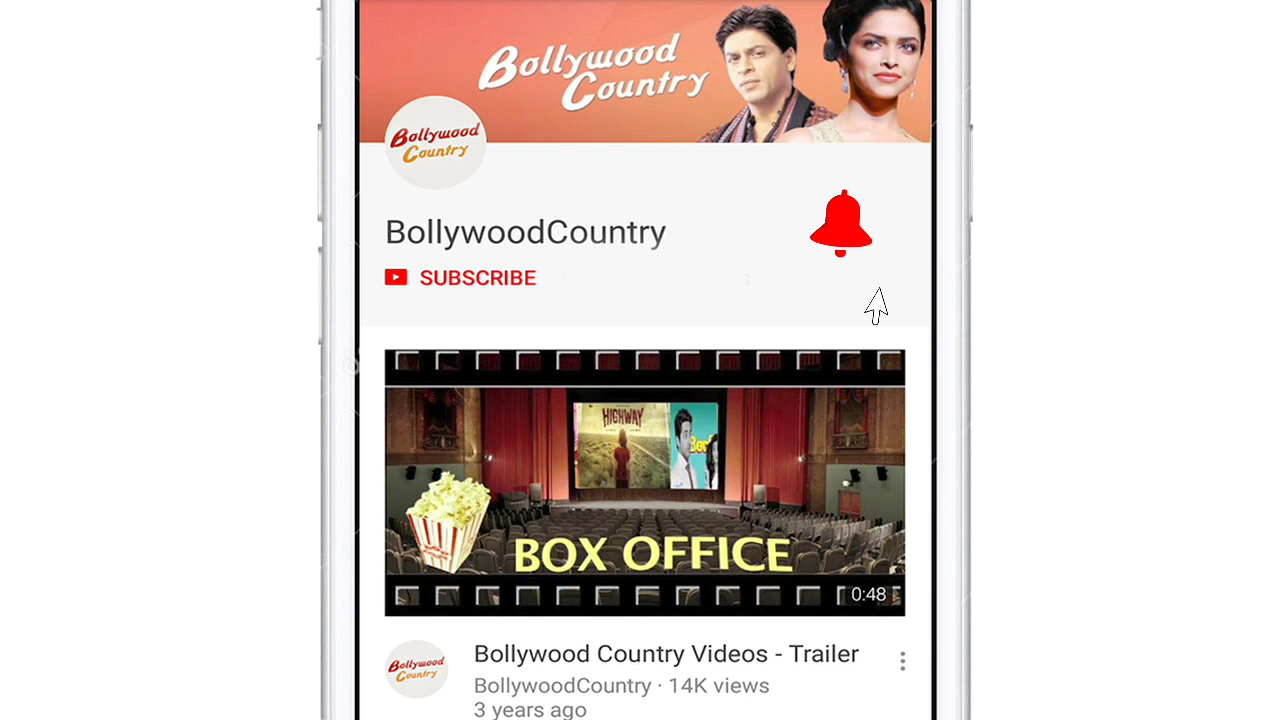 Bollywood
Country
Bollywood
Country
BollywoodCountry
SUBSCRIBE
HIGHWAY
BOX OFFICE
0:48
Bollywood
Country
Bollywood Country Videos - Trailer
BollywoodCountry · 14K views
3 years ago